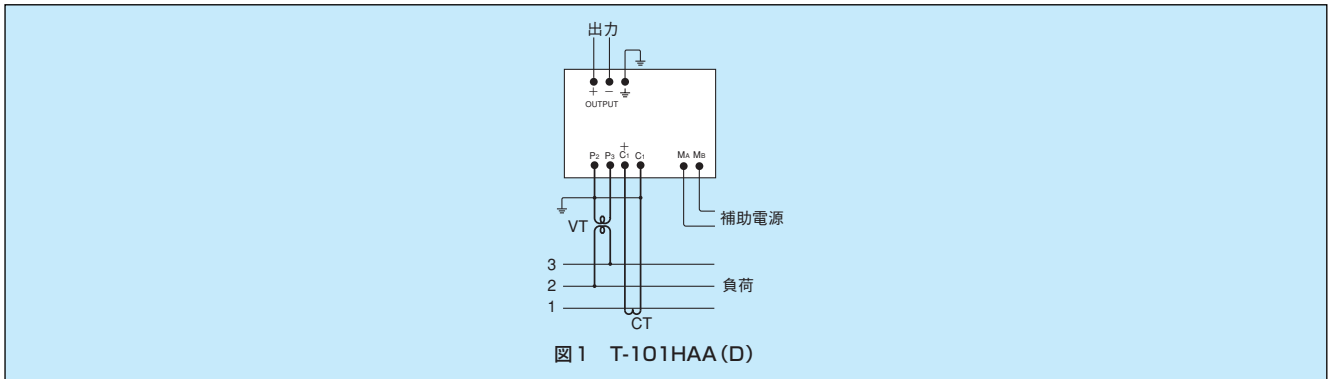 出力
+ −
OUTPUT
+
P2 P3 C1 C1 MA MB
VT
補助電源
3
2 負荷
1
CT
図1 T-101HAA(D)